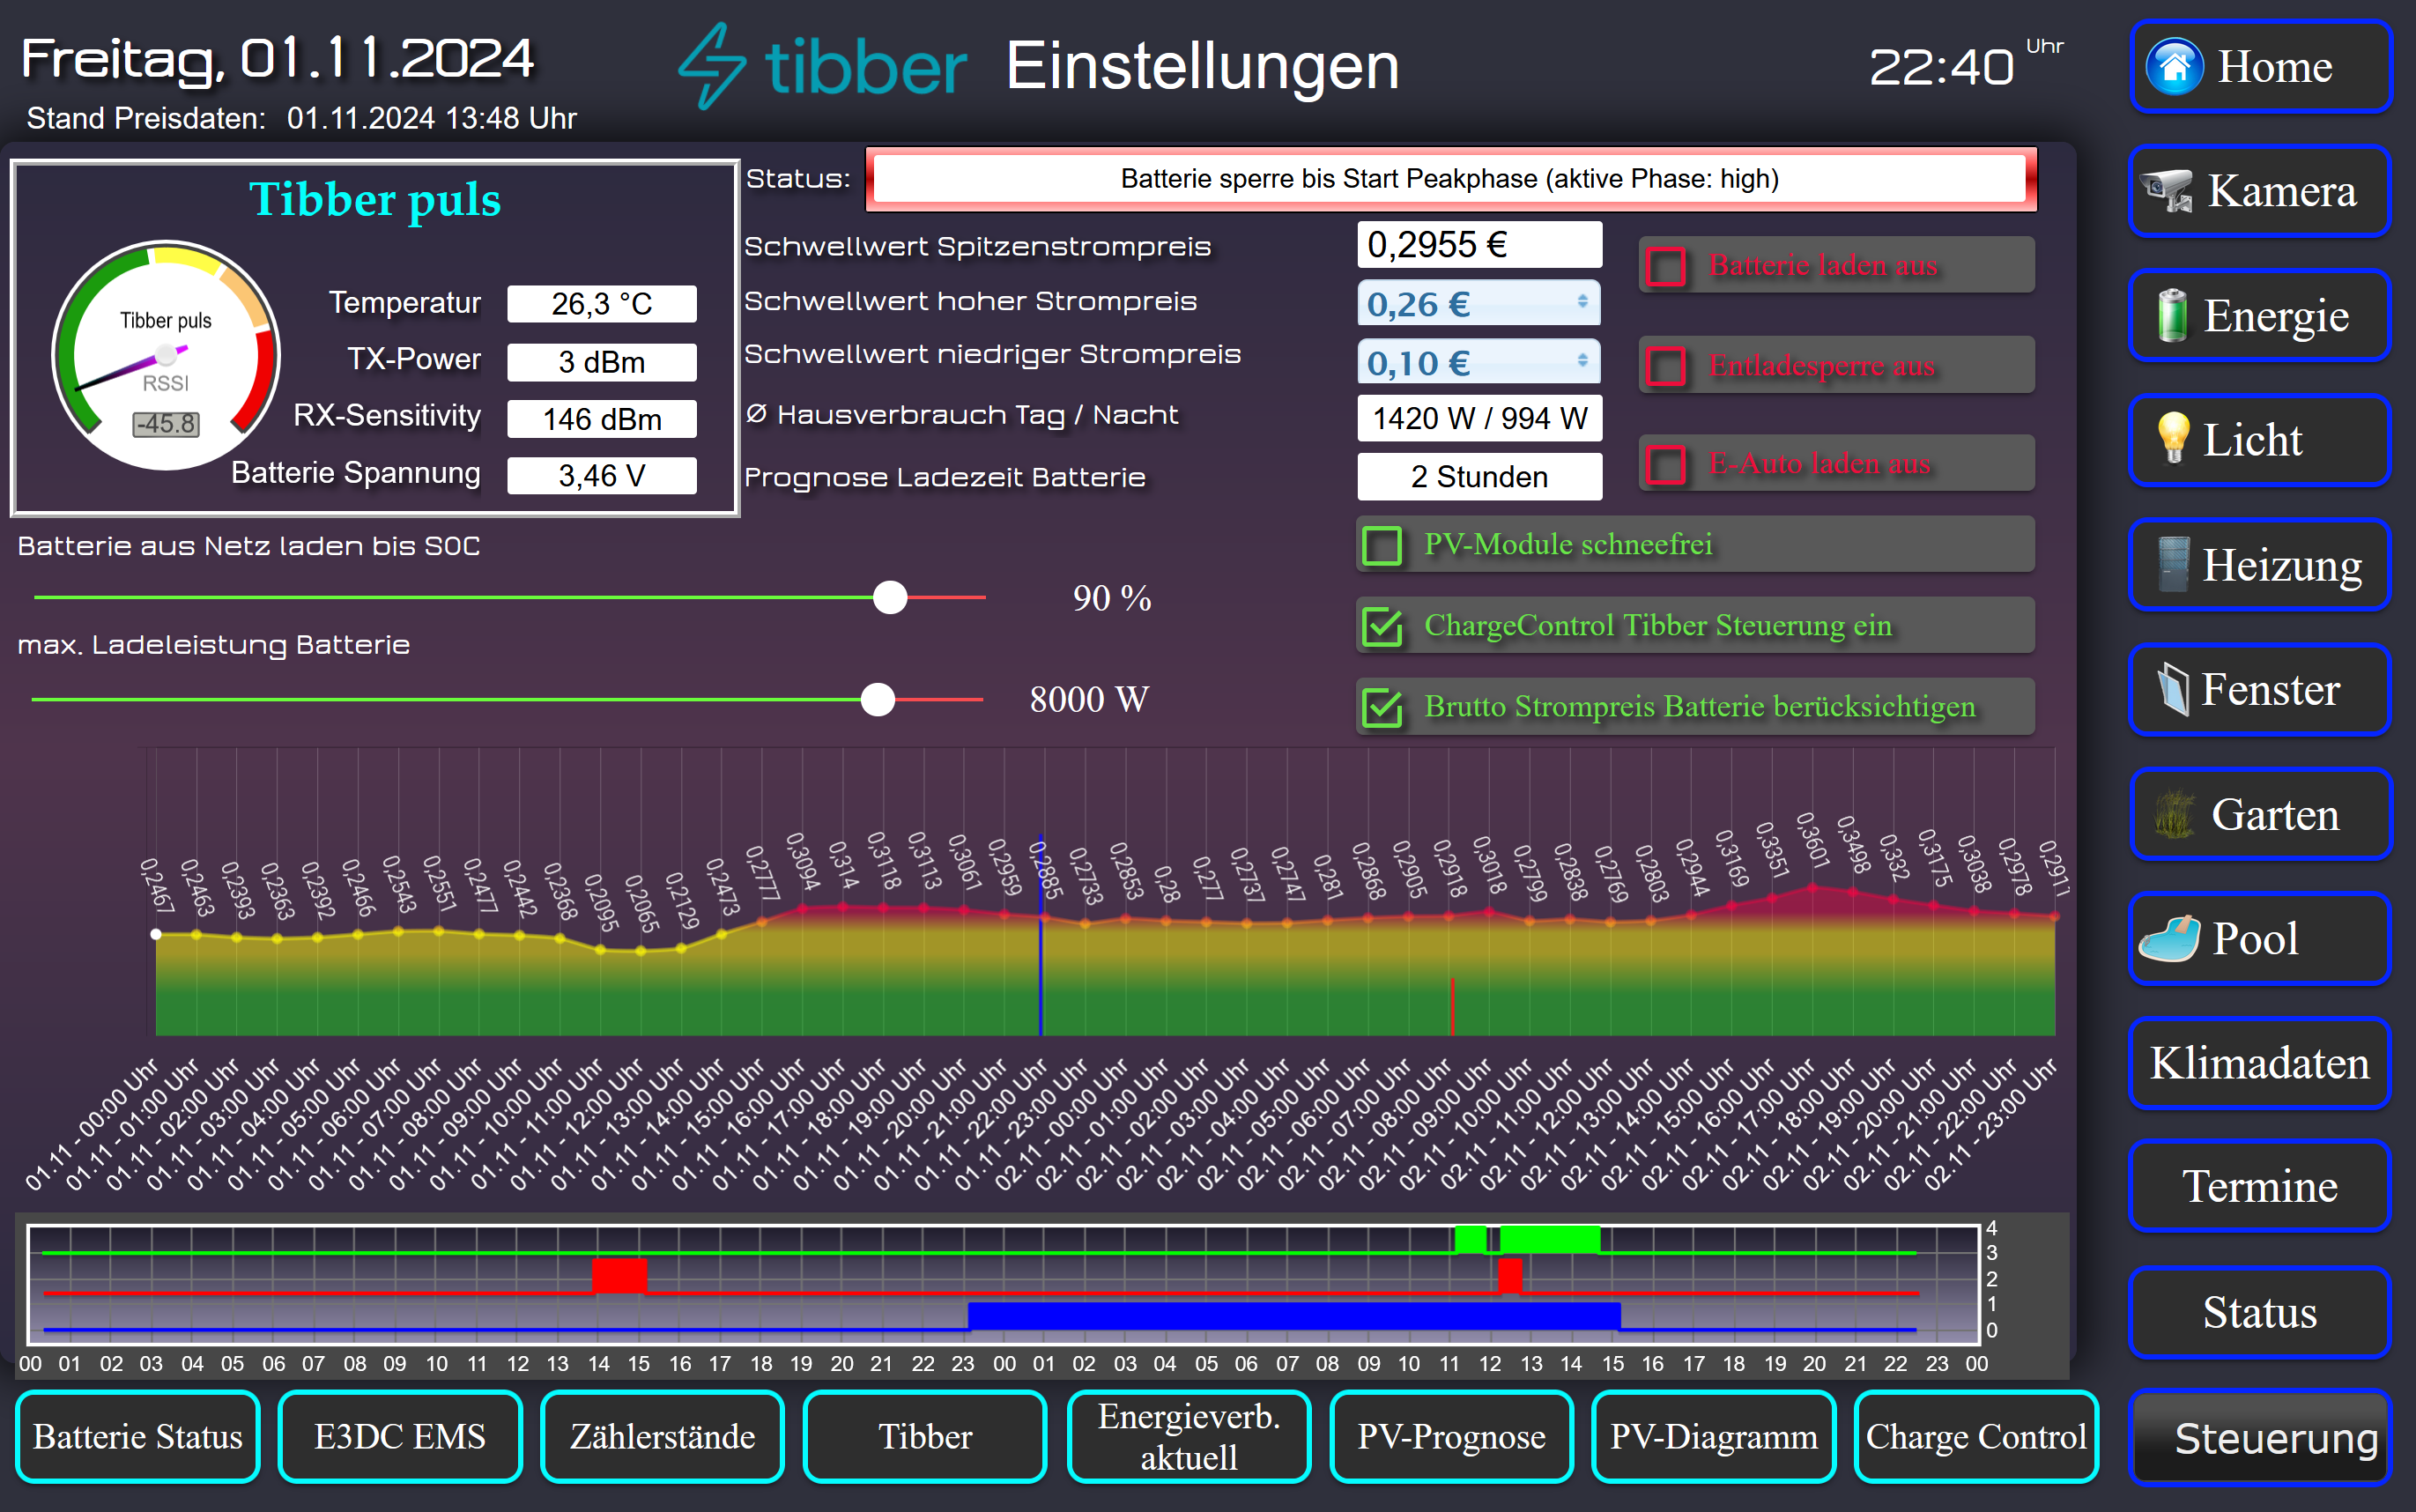 Freitag, 01.11.2024
Stand Preisdaten: 01.11.2024 13:48 Uhr
tibber Einstellungen
22:40 Uhr
Tibber puls
Tibber puls
RSSI
-45.8
Temperatur 26,3 °C
TX-Power 3 dBm
RX-Sensitivity 146 dBm
Batterie Spannung 3,46 V
Status: Batterie sperre bis Start Peakphase (aktive Phase: high)
Schwellwert Spitzenstrompreis 0,2955 €
Schwellwert hoher Strompreis 0,26 €
Schwellwert niedriger Strompreis 0,10 €
Ø Hausverbrauch Tag / Nacht 1420 W / 994 W
Prognose Ladezeit Batterie 2 Stunden
Batterie laden aus
Entladesperre aus
E-Auto laden aus
PV-Module schneefrei
ChargeControl Tibber Steuerung ein
Brutto Strompreis Batterie berücksichtigen
Batterie aus Netz laden bis SOC
90 %
max. Ladeleistung Batterie
8000 W
0,2467 0,2463 0,2393 0,2363 0,2392 0,2466 0,2543 0,2551 0,2477 0,2442 0,2368 0,2095 0,2065 0,2129 0,2473 0,2777 0,3094 0,314 0,3118 0,3113 0,3061 0,2959 0,2885 0,2733 0,2853 0,28 0,277 0,2737 0,2747 0,281 0,2868 0,2905 0,2918 0,3018 0,2799 0,2838 0,2769 0,2803 0,2944 0,3169 0,3351 0,3601 0,3498 0,332 0,3175 0,3038 0,2978 0,2911
01.11 - 00:00 Uhr
01.11 - 01:00 Uhr
01.11 - 02:00 Uhr
01.11 - 03:00 Uhr
01.11 - 04:00 Uhr
01.11 - 05:00 Uhr
01.11 - 06:00 Uhr
01.11 - 07:00 Uhr
01.11 - 08:00 Uhr
01.11 - 09:00 Uhr
01.11 - 10:00 Uhr
01.11 - 11:00 Uhr
01.11 - 12:00 Uhr
01.11 - 13:00 Uhr
01.11 - 14:00 Uhr
01.11 - 15:00 Uhr
01.11 - 16:00 Uhr
01.11 - 17:00 Uhr
01.11 - 18:00 Uhr
01.11 - 19:00 Uhr
01.11 - 20:00 Uhr
01.11 - 21:00 Uhr
01.11 - 22:00 Uhr
01.11 - 23:00 Uhr
02.11 - 00:00 Uhr
02.11 - 01:00 Uhr
02.11 - 02:00 Uhr
02.11 - 03:00 Uhr
02.11 - 04:00 Uhr
02.11 - 05:00 Uhr
02.11 - 06:00 Uhr
02.11 - 07:00 Uhr
02.11 - 08:00 Uhr
02.11 - 09:00 Uhr
02.11 - 10:00 Uhr
02.11 - 11:00 Uhr
02.11 - 12:00 Uhr
02.11 - 13:00 Uhr
02.11 - 14:00 Uhr
02.11 - 15:00 Uhr
02.11 - 16:00 Uhr
02.11 - 17:00 Uhr
02.11 - 18:00 Uhr
02.11 - 19:00 Uhr
02.11 - 20:00 Uhr
02.11 - 21:00 Uhr
02.11 - 22:00 Uhr
02.11 - 23:00 Uhr
4
3
2
1
0
00 01 02 03 04 05 06 07 08 09 10 11 12 13 14 15 16 17 18 19 20 21 22 23 00 01 02 03 04 05 06 07 08 09 10 11 12 13 14 15 16 17 18 19 20 21 22 23 00
Batterie Status
E3DC EMS
Zählerstände
Tibber
Energieverb.
aktuell
PV-Prognose
PV-Diagramm
Charge Control
Home
Kamera
Energie
Licht
Heizung
Fenster
Garten
Pool
Klimadaten
Termine
Status
Steuerung